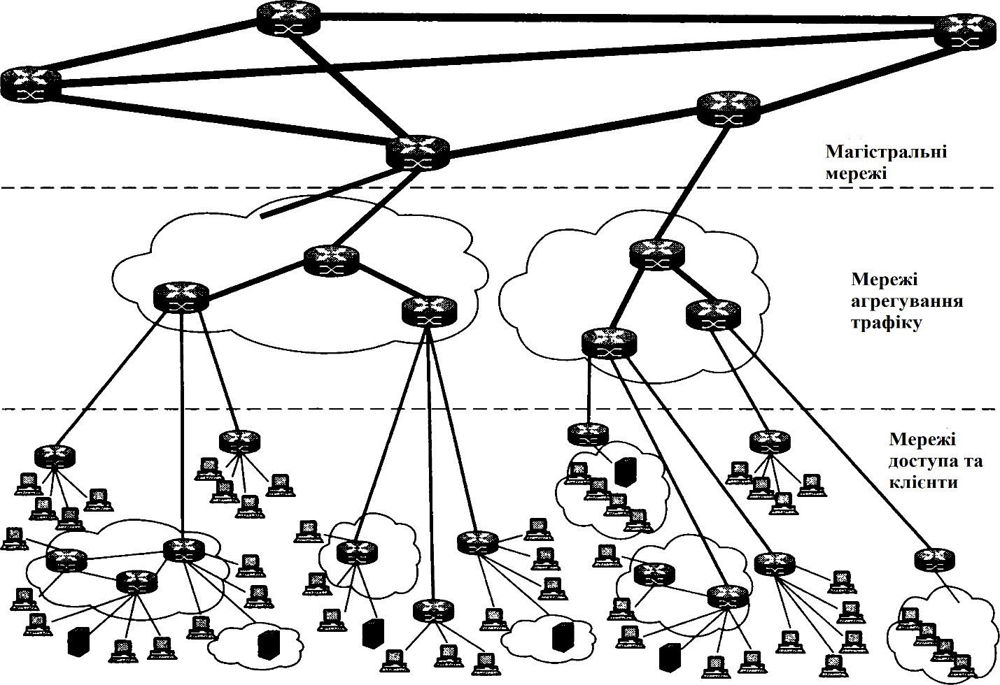 Магістральні
мережі
Мережі
агрегування
трафіку
Мережі
доступа та
клієнти